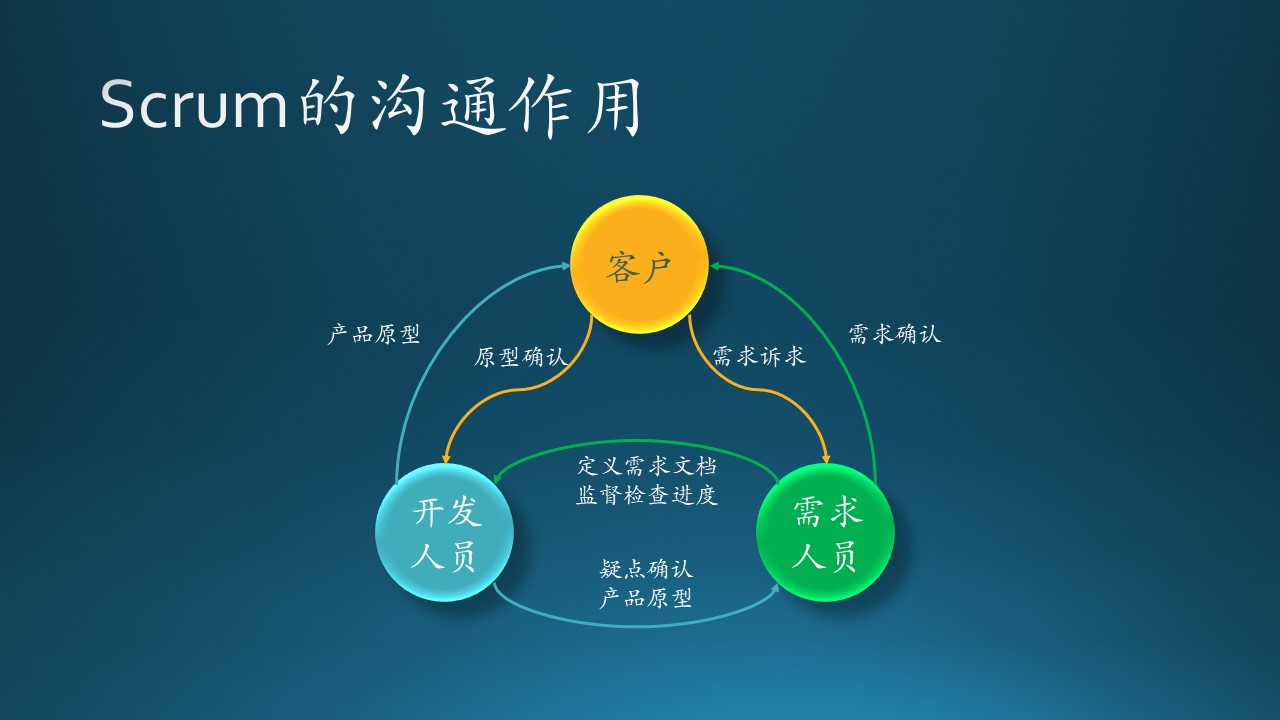 Scrum的沟通作用
客户
产品原型
原型确认
需求诉求
需求确认
定义需求文档
监督检查进度
开发
人员
需求
人员
疑点确认
产品原型